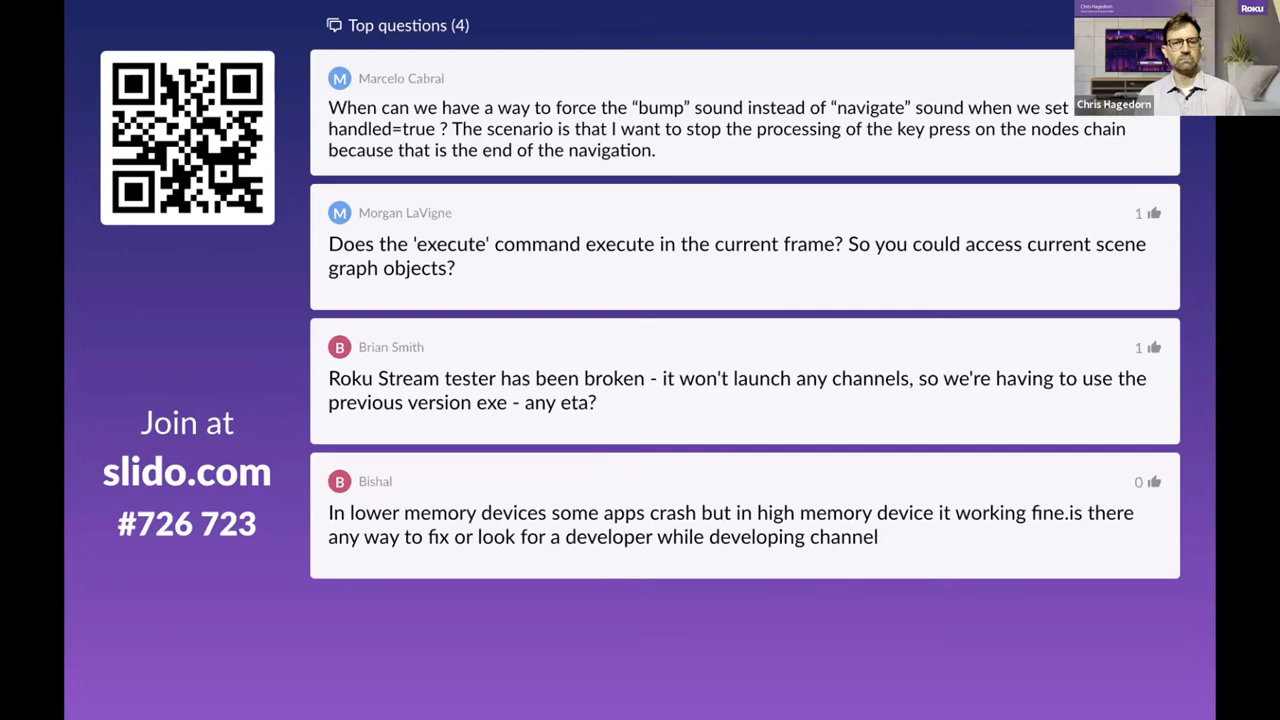 Top questions (4)
Chris Hagedorn
Roku
M Marcelo Cabral
When can we have a way to force the “bump” sound instead of “navigate” sound when we set
handled=true ? The scenario is that I want to stop the processing of the key press on the nodes chain
because that is the end of the navigation.
Chris Hagedorn
M Morgan LaVigne
1
Does the 'execute' command execute in the current frame? So you could access current scene
graph objects?
B Brian Smith
1
Roku Stream tester has been broken - it won't launch any channels, so we're having to use the
previous version exe - any eta?
B Bishal
0
In lower memory devices some apps crash but in high memory device it working fine.is there
any way to fix or look for a developer while developing channel
Join at
slido.com
#726 723